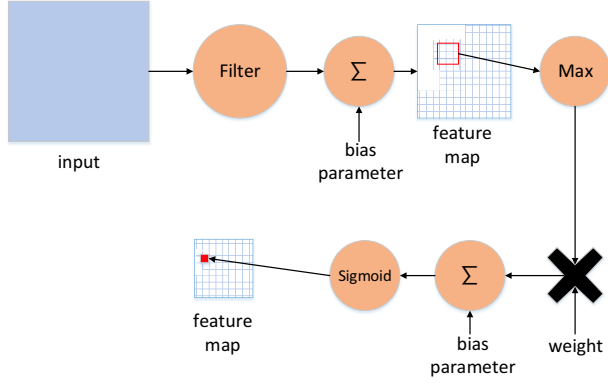 Filter
Σ
Max
input
bias
parameter
feature
map
Sigmoid
Σ
feature
map
bias
parameter
weight